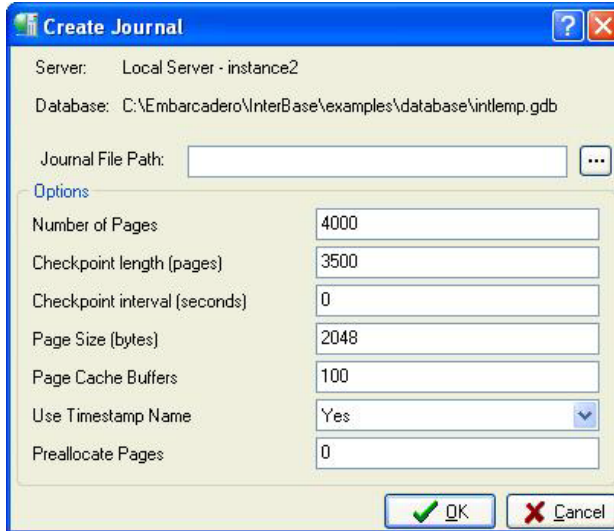 Create Journal
Server: Local Server - instance2
Database: C:\Embarcadero\InterBase\examples\database\intlemp.gdb
Journal File Path: ...
Options
Number of Pages 4000
Checkpoint length (pages) 3500
Checkpoint interval (seconds) 0
Page Size (bytes) 2048
Page Cache Buffers 100
Use Timestamp Name Yes
Preallocate Pages 0
OK Cancel